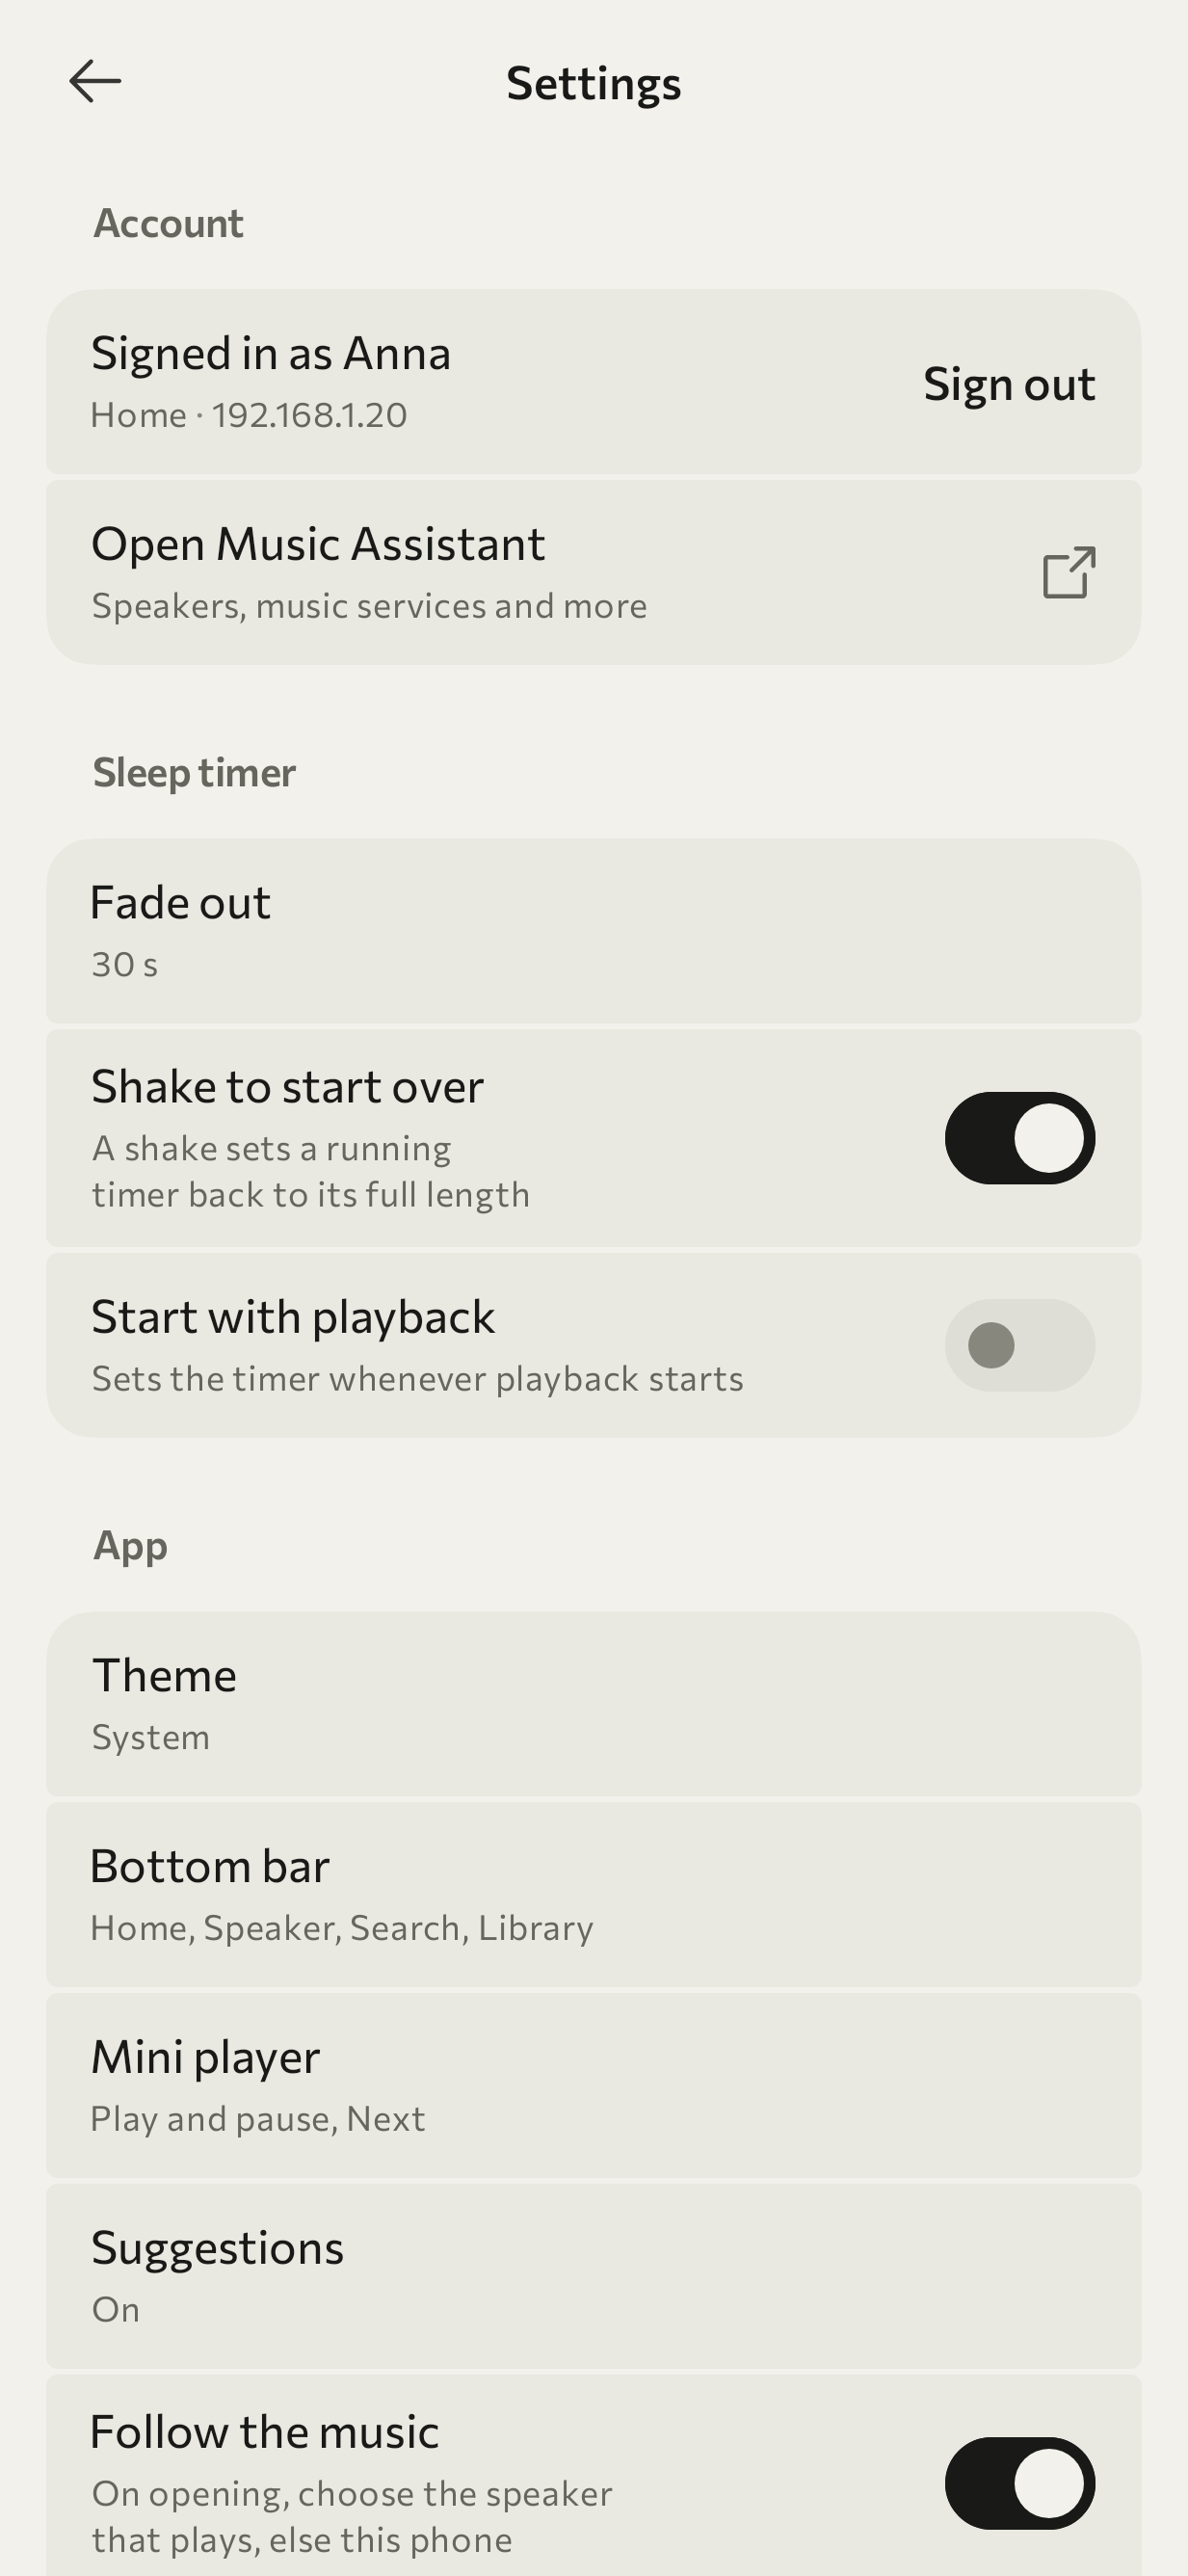 Settings
Account
Signed in as Anna
Home · 192.168.1.20
Sign out
Open Music Assistant
Speakers, music services and more
Sleep timer
Fade out
30 s
Shake to start over
A shake sets a running
timer back to its full length
Start with playback
Sets the timer whenever playback starts
App
Theme
System
Bottom bar
Home, Speaker, Search, Library
Mini player
Play and pause, Next
Suggestions
On
Follow the music
On opening, choose the speaker
that plays, else this phone